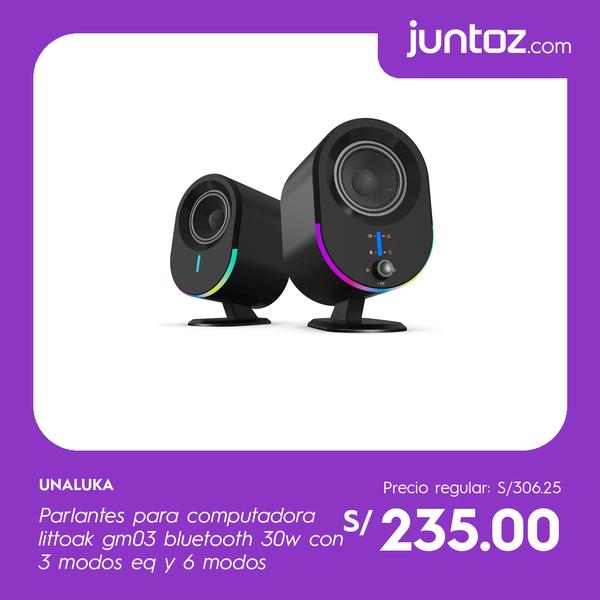 juntoz.com
UNALUKA
Parlantes para computadora
littoak gm03 bluetooth 30w con
3 modos eq y 6 modos
Precio regular: S/306.25
S/ 235.00